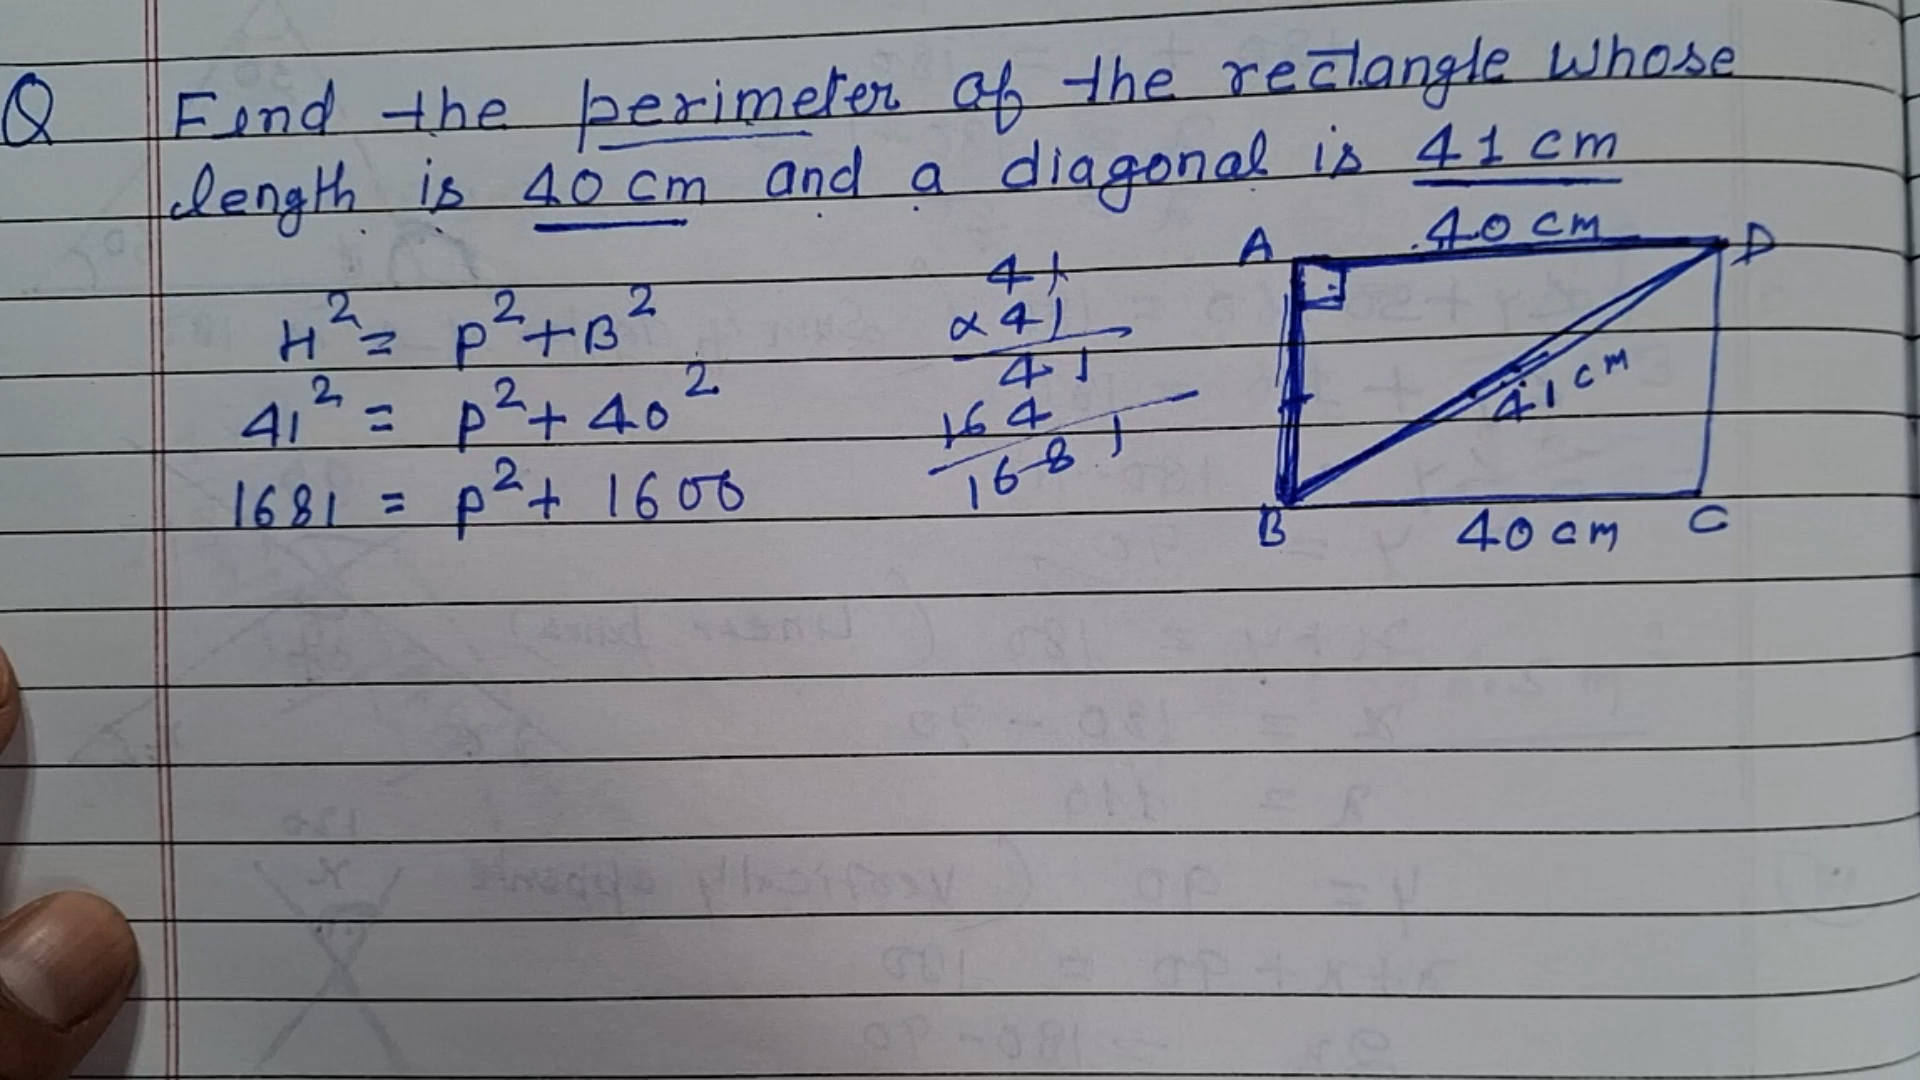 Q Find the perimeter of the rectangle whose
length is 40 cm and a diagonal is 41 cm
H² = P² + B²
41² = P² + 40²
1681 = P² + 1600
41
x 41
41
164
1681
A 40 cm D
41 cm
B 40 cm C